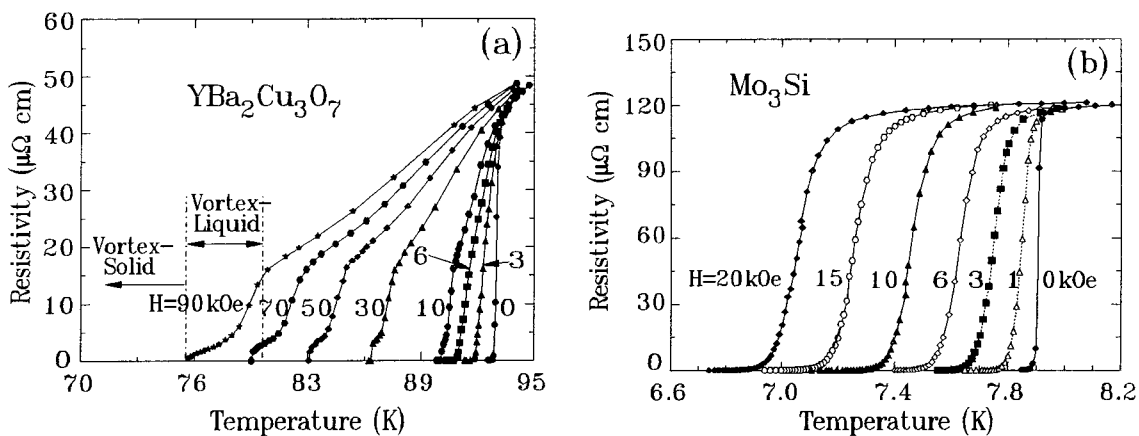 (a)
YBa₂Cu₃O₇
Resistivity (μΩ cm)
60
50
40
30
20
10
0
Vortex-
Liquid
Vortex-
Solid
H=90kOe
70
50
30
10
6
3
0
70
76
83
89
95
Temperature (K)
(b)
Mo₃Si
Resistivity (μΩ cm)
150
120
90
60
30
0
H=20kOe
15
10
6
3
1
0kOe
6.6
7.0
7.4
7.8
8.2
Temperature (K)